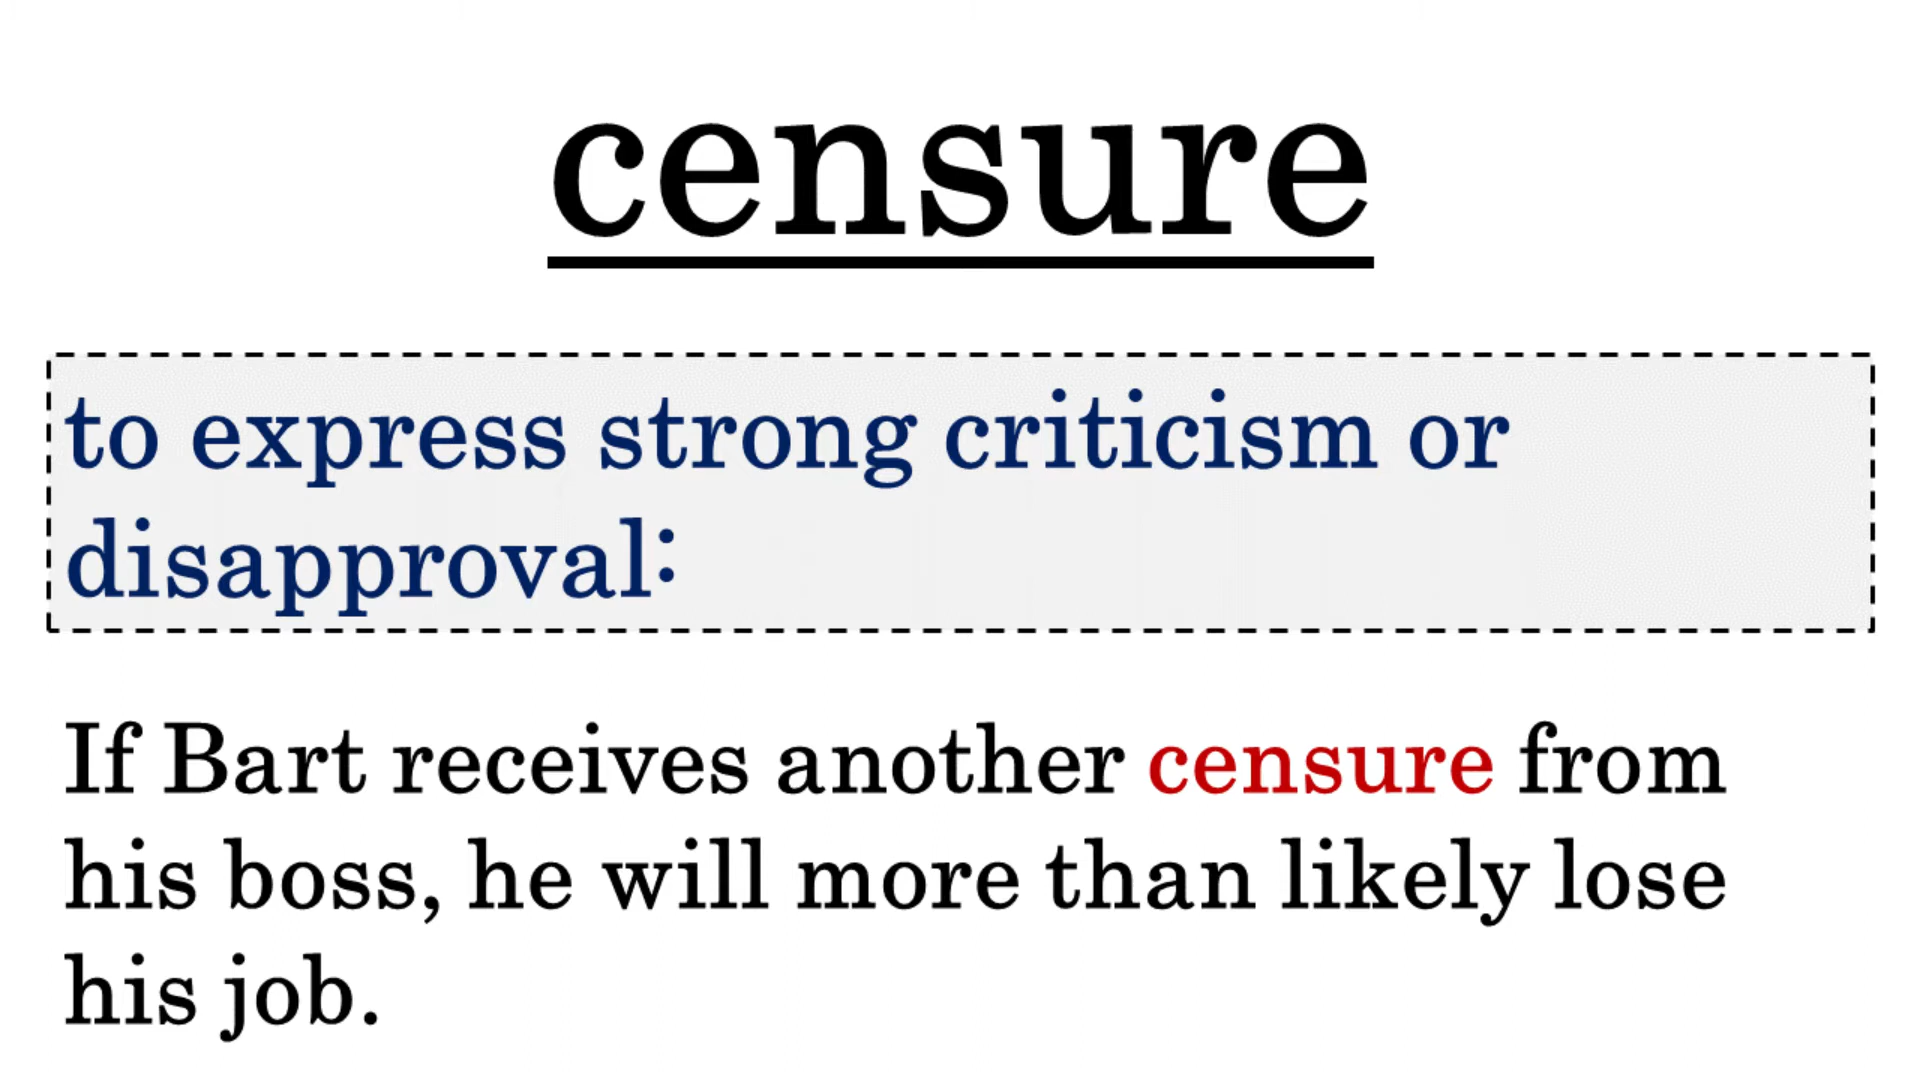 censure
to express strong criticism or
disapproval:
If Bart receives another censure from
his boss, he will more than likely lose
his job.